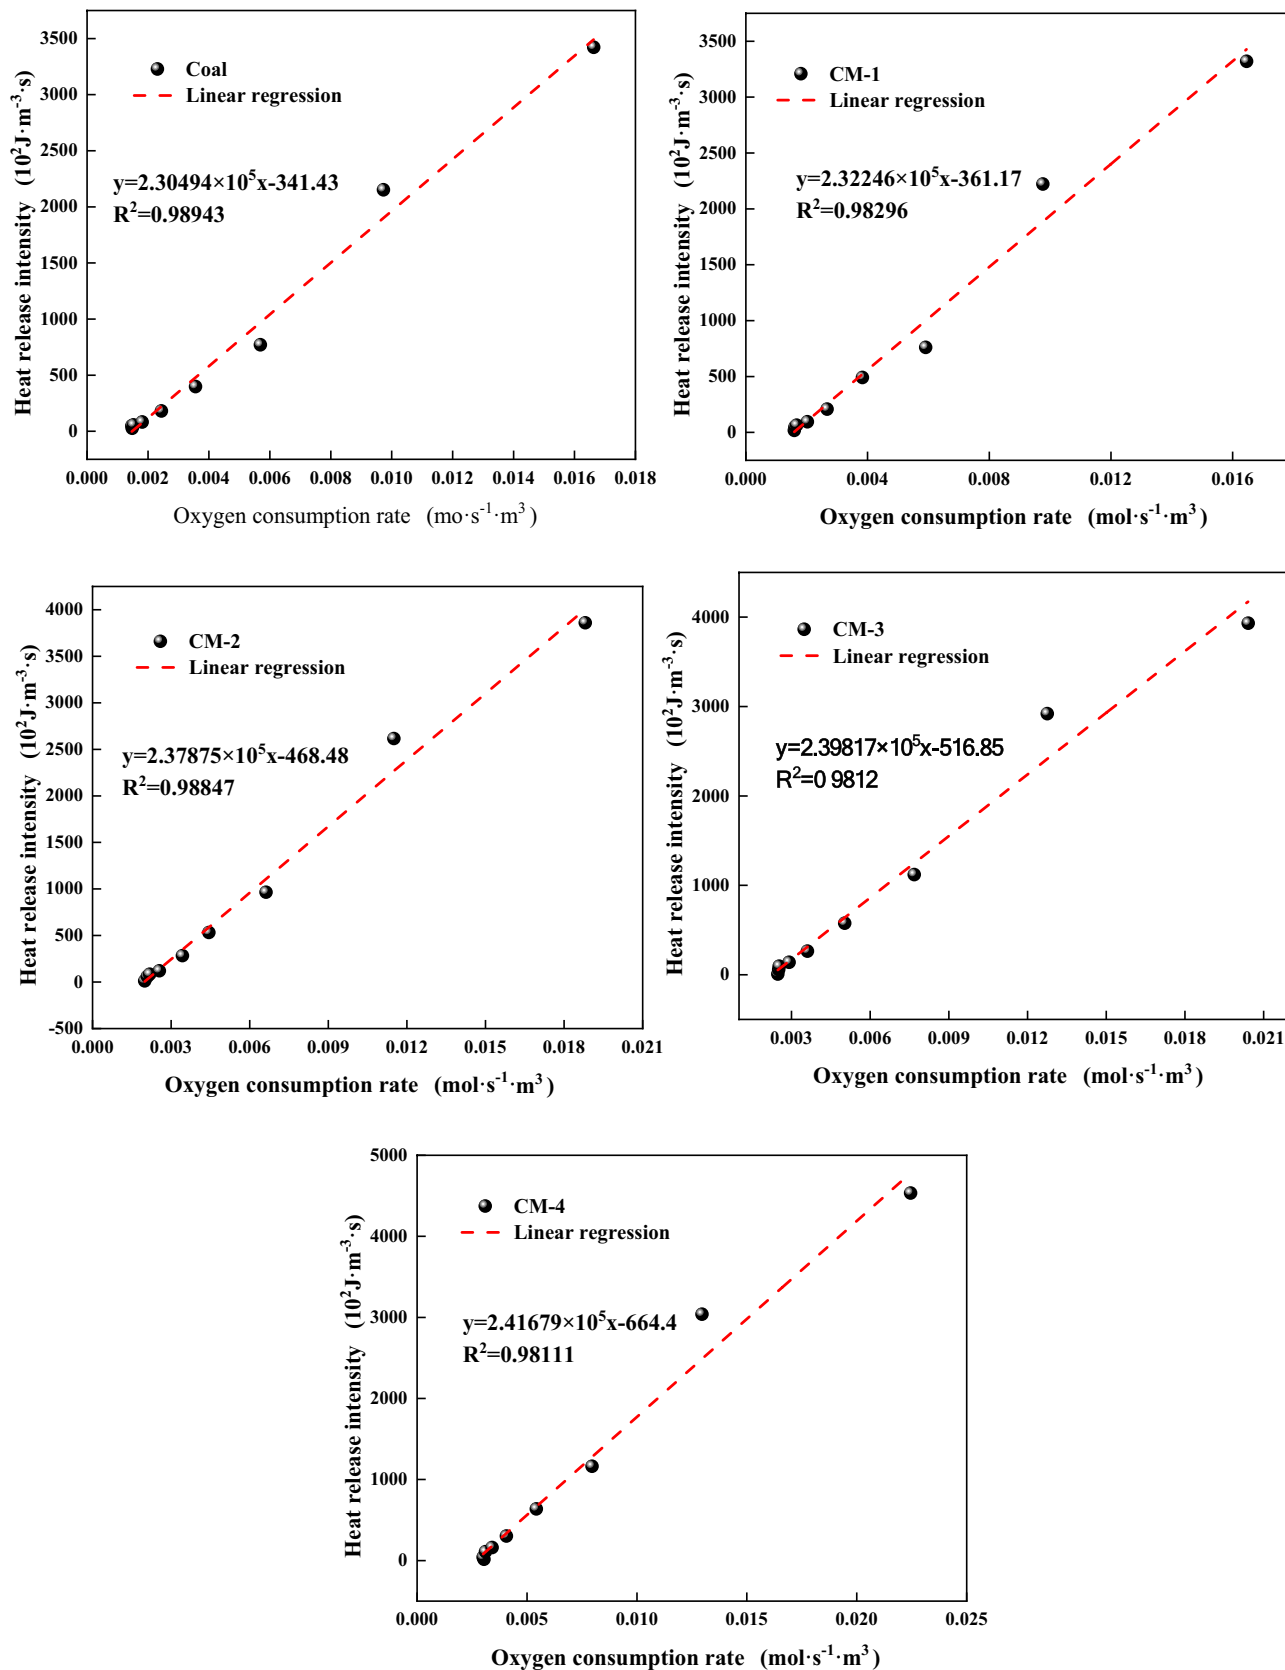 Heat release intensity (10²J·m⁻³·s)
3500
3000
2500
2000
1500
1000
500
0
Coal
Linear regression
y=2.30494×10⁵x-341.43
R²=0.98943
0.000 0.002 0.004 0.006 0.008 0.010 0.012 0.014 0.016 0.018
Oxygen consumption rate (mo·s⁻¹·m³)
Heat release intensity (10²J·m⁻³·s)
3500
3000
2500
2000
1500
1000
500
0
CM-1
Linear regression
y=2.32246×10⁵x-361.17
R²=0.98296
0.000 0.004 0.008 0.012 0.016
Oxygen consumption rate (mol·s⁻¹·m³)
Heat release intensity (10²J·m⁻³·s)
4000
3500
3000
2500
2000
1500
1000
500
0
-500
CM-2
Linear regression
y=2.37875×10⁵x-468.48
R²=0.98847
0.000 0.003 0.006 0.009 0.012 0.015 0.018 0.021
Oxygen consumption rate (mol·s⁻¹·m³)
Heat release intensity (10²J·m⁻³·s)
4000
3000
2000
1000
0
CM-3
Linear regression
y=2.39817×10⁵x-516.85
R²=0 9812
0.003 0.006 0.009 0.012 0.015 0.018 0.021
Oxygen consumption rate (mol·s⁻¹·m³)
Heat release intensity (10²J·m⁻³·s)
5000
4000
3000
2000
1000
0
CM-4
Linear regression
y=2.41679×10⁵x-664.4
R²=0.98111
0.000 0.005 0.010 0.015 0.020 0.025
Oxygen consumption rate (mol·s⁻¹·m³)